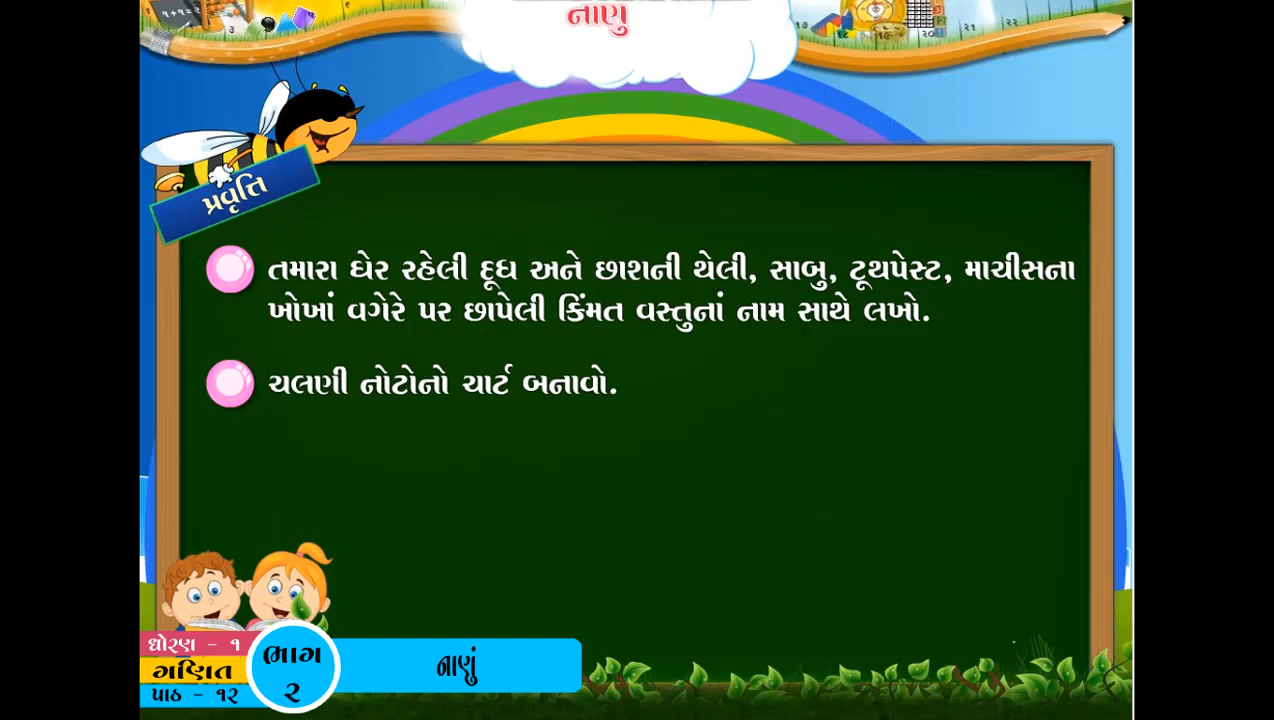 નાણુ
પ્રવૃત્તિ
તમારા ઘેર રહેલી દૂધ અને છાશની થેલી, સાબુ, ટૂથપેસ્ટ, માચીસના
ખોખાં વગેરે પર છાપેલી કિંમત વસ્તુનાં નામ સાથે લખો.
ચલણી નોટોનો ચાર્ટ બનાવો.
ધોરણ - ૧
ગણિત
પાઠ - ૧૨
ભાગ
૨
નાણું